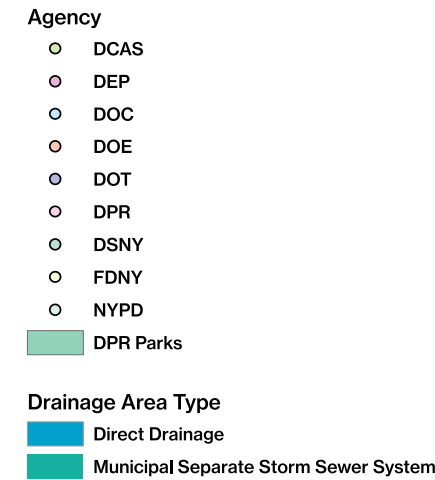 Agency
DCAS
DEP
DOC
DOE
DOT
DPR
DSNY
FDNY
NYPD
DPR Parks
Drainage Area Type
Direct Drainage
Municipal Separate Storm Sewer System